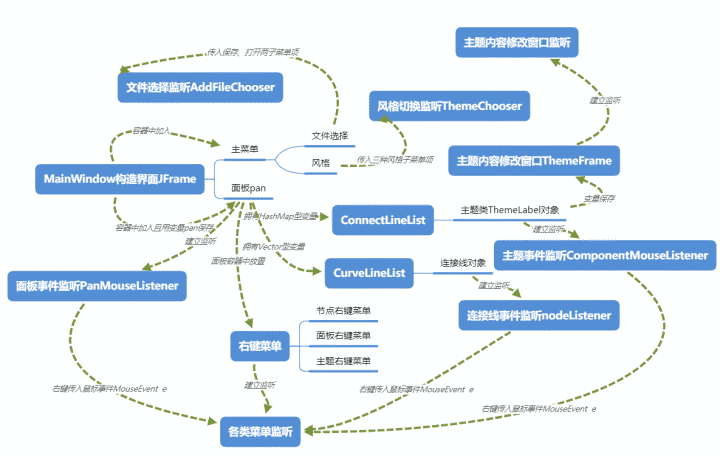 主题内容修改窗口监听
传入保存、打开两子菜单项
文件选择监听AddFileChooser
风格切换监听ThemeChooser
建立监听
容器中加入
文件选择
主菜单
风格
传入三种风格子菜单项
主题内容修改窗口ThemeFrame
MainWindow构造界面JFrame
面板pan
变量保存
拥有HashMap型变量
ConnectLineList
主题类ThemeLabel对象
容器中加入且用变量pan保存
建立监听
建立监听
拥有Vector型变量
主题事件监听ComponentMouseListener
面板容器中放置
CurveLineList
连接线对象
面板事件监听PanMouseListener
建立监听
节点右键菜单
连接线事件监听nodeListener
右键菜单
面板右键菜单
主题右键菜单
建立监听
右键传入鼠标事件MouseEvent e
右键传入鼠标事件MouseEvent e
右键传入鼠标事件MouseEvent e
各类菜单监听